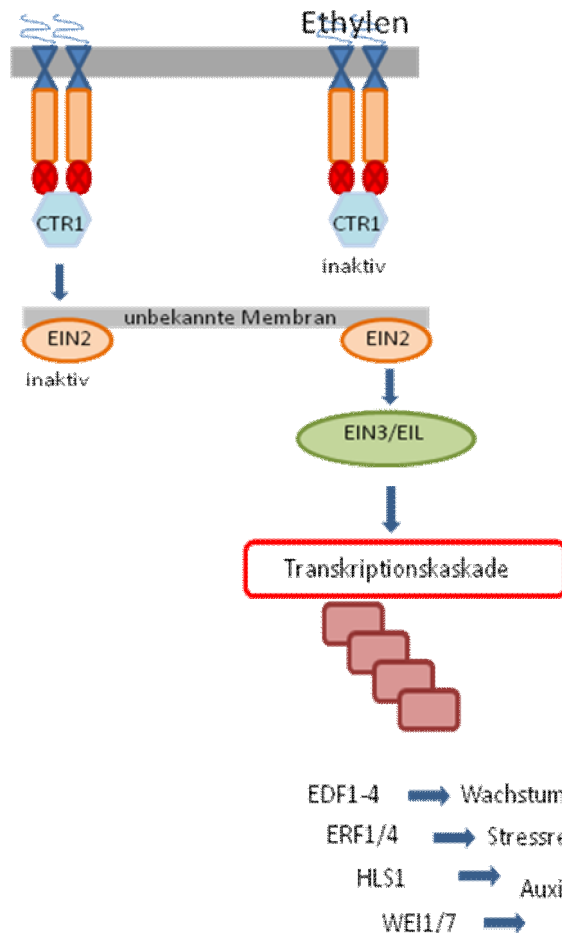 Ethylen
CTR1
CTR1
inaktiv
unbekannte Membran
EIN2
EIN2
inaktiv
EIN3/EIL
Transkriptionskaskade
EDF1-4
Wachstum
ERF1/4
Stressre
HLS1
Auxi
WEI1/7